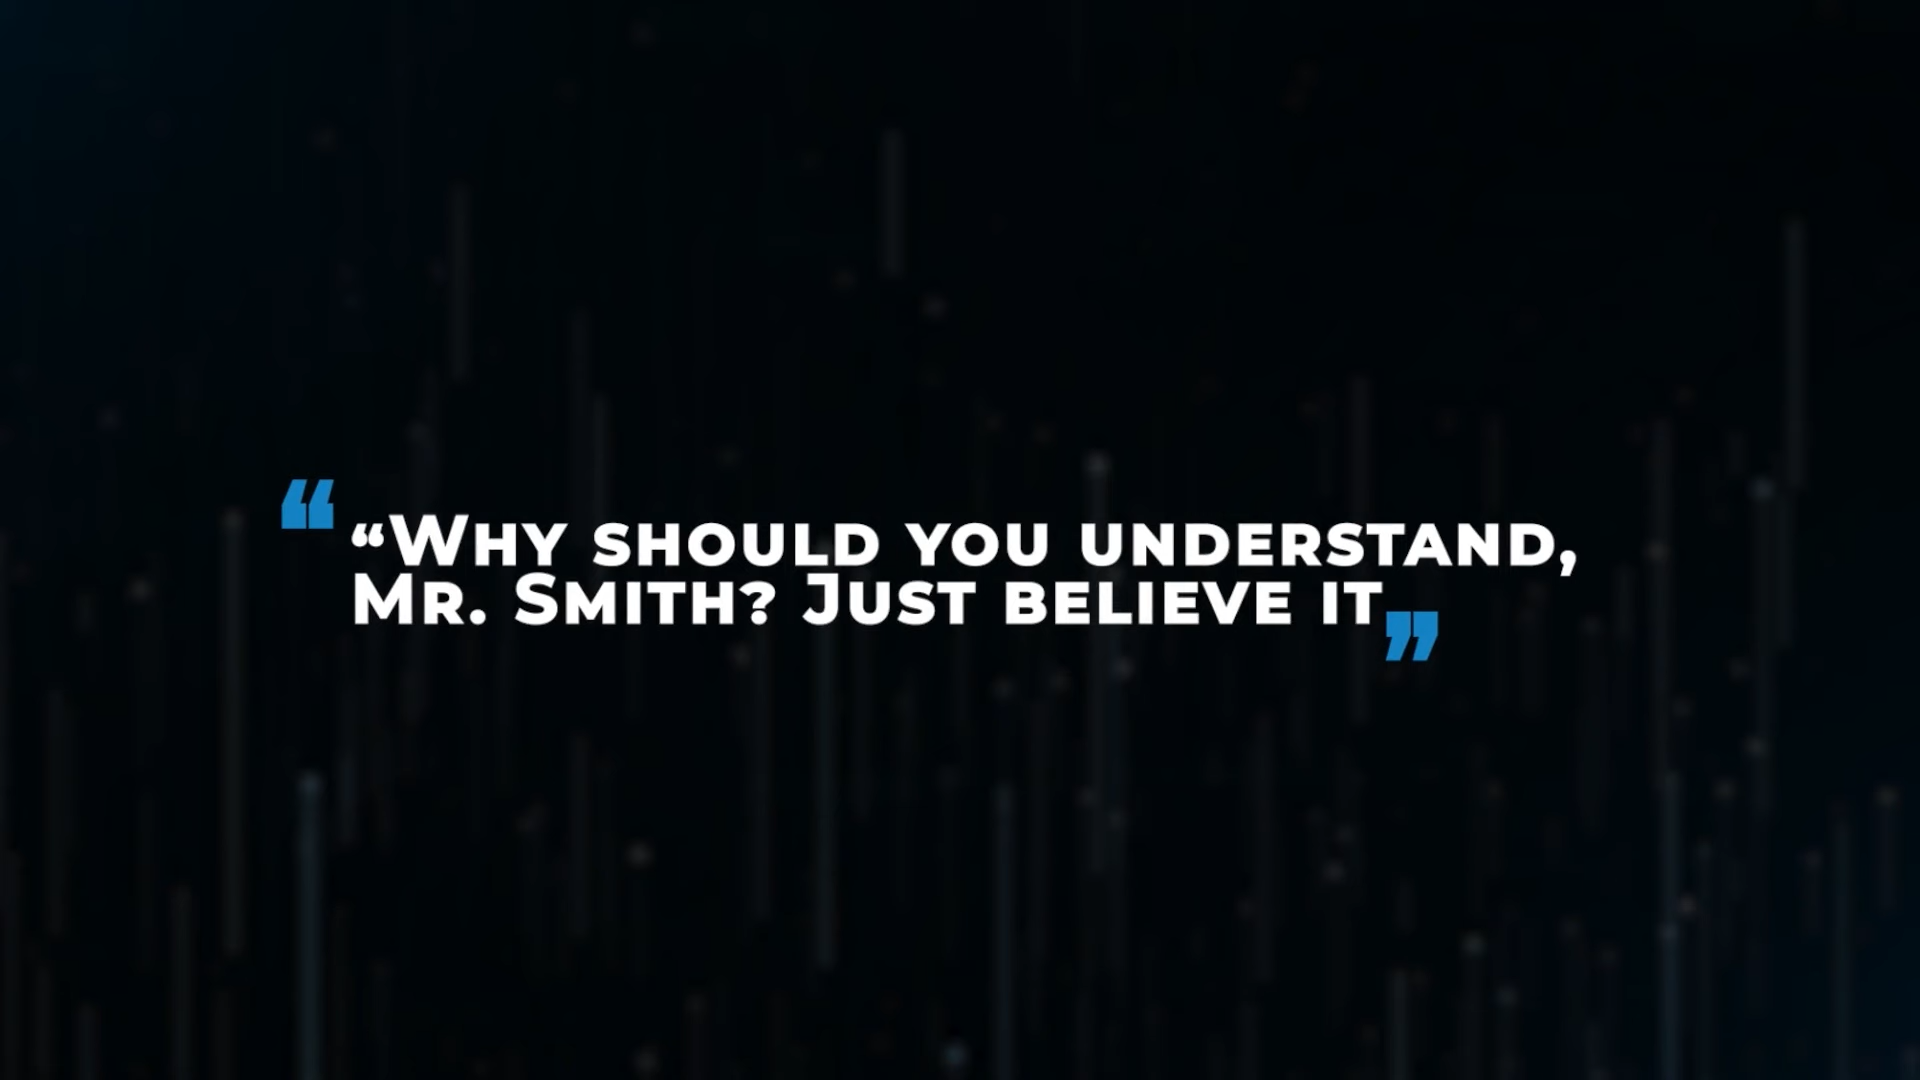 “Why should you understand,
Mr. Smith? Just believe it”